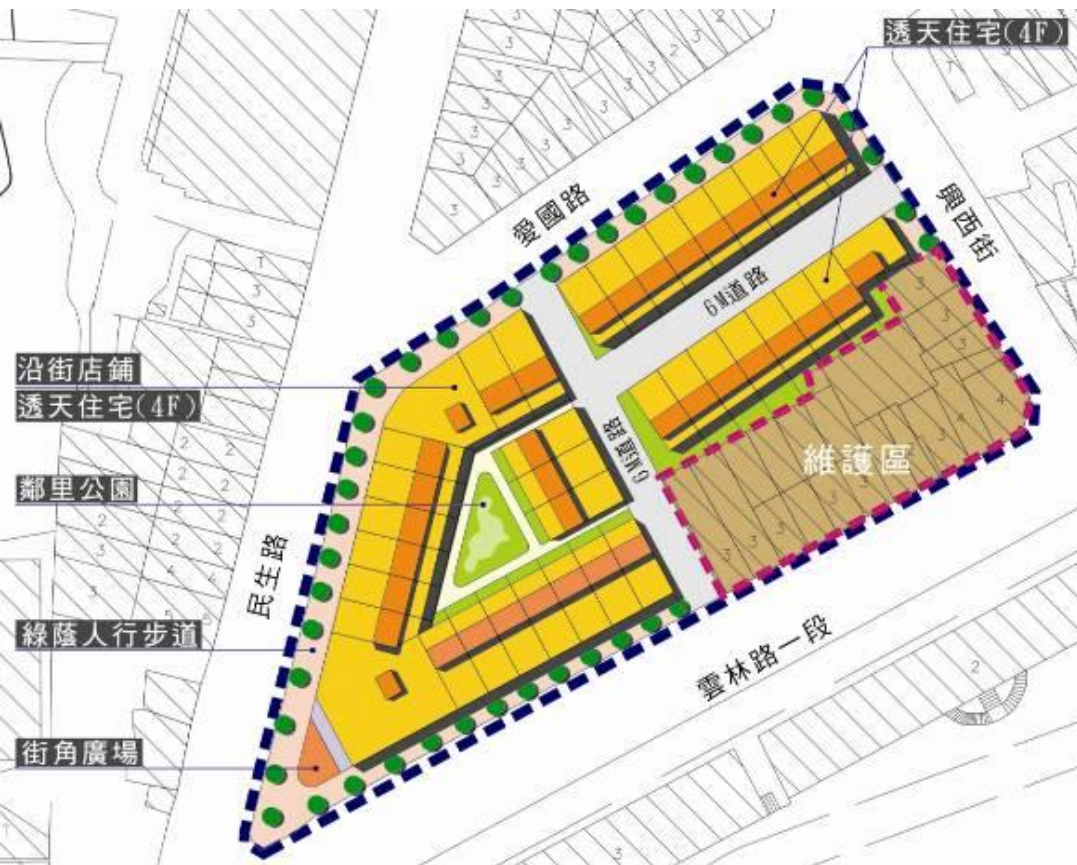 透天住宅(4F)
愛國路
興西街
6M道路
沿街店鋪
透天住宅(4F)
6M道路
維護區
鄰里公園
民生路
綠蔭人行步道
雲林路一段
街角廣場